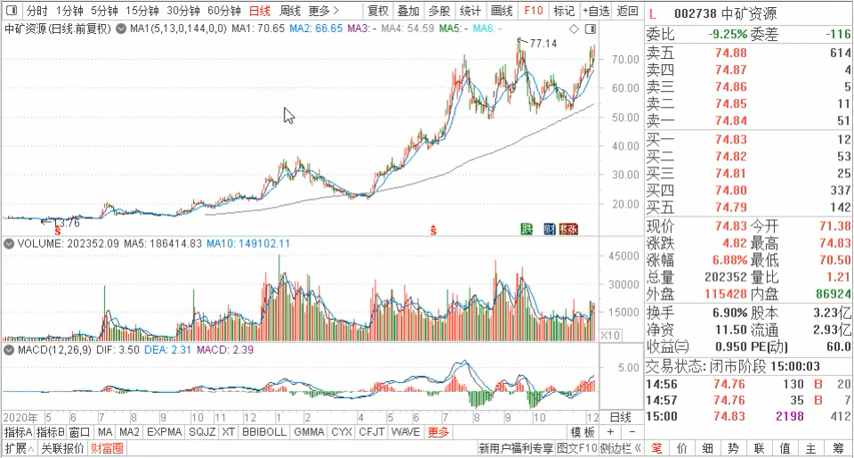 分时 1分钟 5分钟 15分钟 30分钟 60分钟 日线 周线 更多> 复权 叠加 多股 统计 画线 F10 标记 +自选 返回
L 002738 中矿资源
中矿资源(日线.前复权) MA1(5,13,0,144,0,0) MA1: 70.65 MA2: 66.65 MA3: - MA4: 54.59 MA5: - MA6: -
委比 -9.25% 委差 -116
卖五 74.88 614
卖四 74.87 4
卖三 74.86 5
卖二 74.85 11
卖一 74.84 51
买一 74.83 12
买二 74.82 53
买三 74.81 25
买四 74.80 337
买五 74.79 142
77.14
70.00
60.00
50.00
40.00
30.00
20.00
13.76
S
S
跌 财 涨
现价 74.83 今开 71.38
涨跌 4.82 最高 74.83
涨幅 6.88% 最低 70.50
总量 202352 量比 1.21
外盘 115428 内盘 86924
换手 6.90% 股本 3.23亿
净资 11.50 流通 2.93亿
收益㈢ 0.950 PE(动) 60.0
交易状态: 闭市阶段 15:00:03
14:56 74.76 130 B 20
14:57 74.76 35 B 7
15:00 74.83 2198 412
VOLUME: 202352.09 MA5: 186414.83 MA10: 149102.11
45000
30000
15000
X10
MACD(12,26,9) DIF: 3.50 DEA: 2.31 MACD: 2.39
5.00
2020年 5 6 7 8 9 10 11 12 1 2 3 4 5 6 7 8 9 10 12 日线
指标A 指标B 窗口 MA MA2 EXPMA SQJZ XT BBIBOLL GMMA CYX CFJT WAVE 更多 模板 + -
扩展∧ 关联报价 财富圈 新用户福利专享 图文F10 侧边栏《
笔 价 细 势 联 值 主 筹